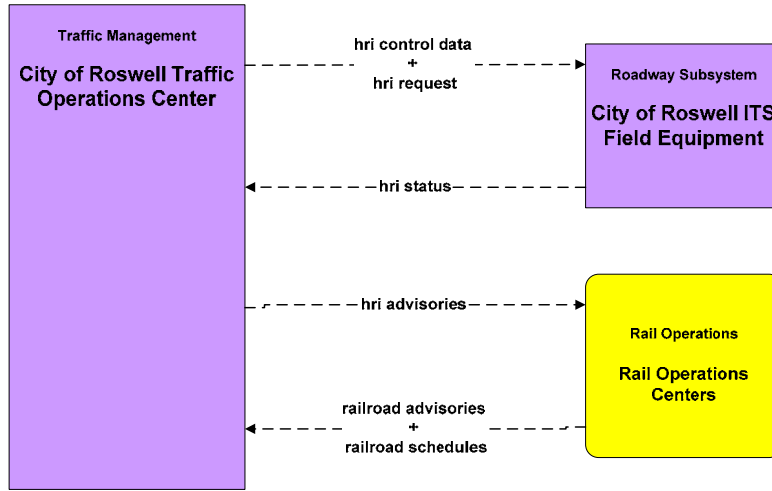 Traffic Management
City of Roswell Traffic
Operations Center
hri control data
+
hri request
Roadway Subsystem
City of Roswell ITS
Field Equipment
hri status
hri advisories
Rail Operations
Rail Operations
Centers
railroad advisories
+
railroad schedules